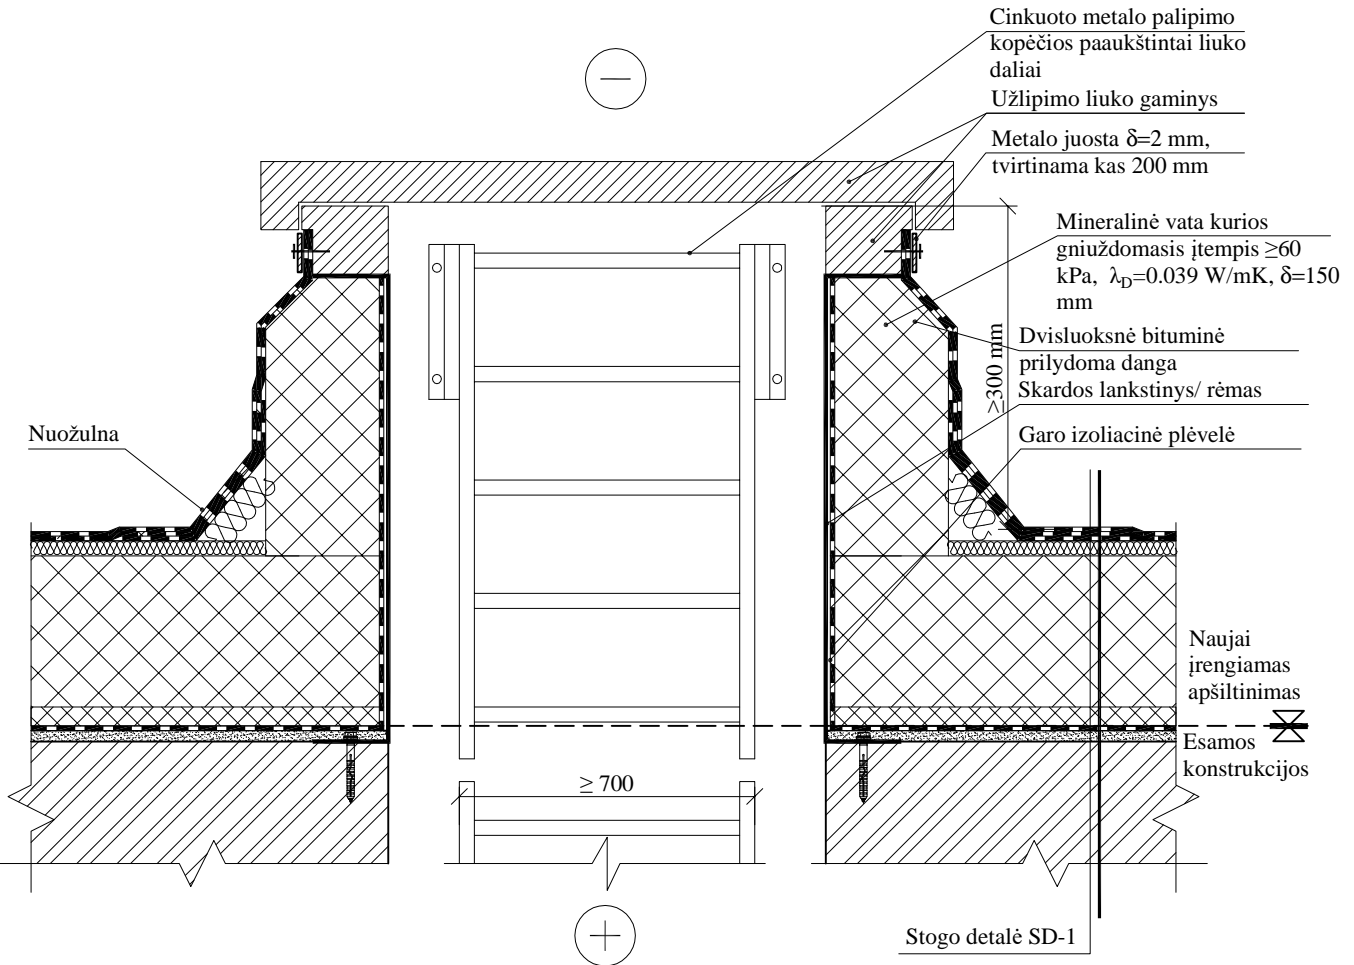 Cinkuoto metalo palipimo
kopėčios paaukštintai liuko
daliai
Užlipimo liuko gaminys
Metalo juosta δ=2 mm,
tvirtinama kas 200 mm
Mineralinė vata kurios
gniuždomasis įtempis ≥60
kPa, λD=0.039 W/mK, δ=150
mm
Dvisluoksnė bituminė
prilydoma danga
Skardos lankstinys/ rėmas
Garo izoliacinė plėvelė
≥300 mm
Nuožulna
Naujai
įrengiamas
apšiltinimas
Esamos
konstrukcijos
≥ 700
Stogo detalė SD-1